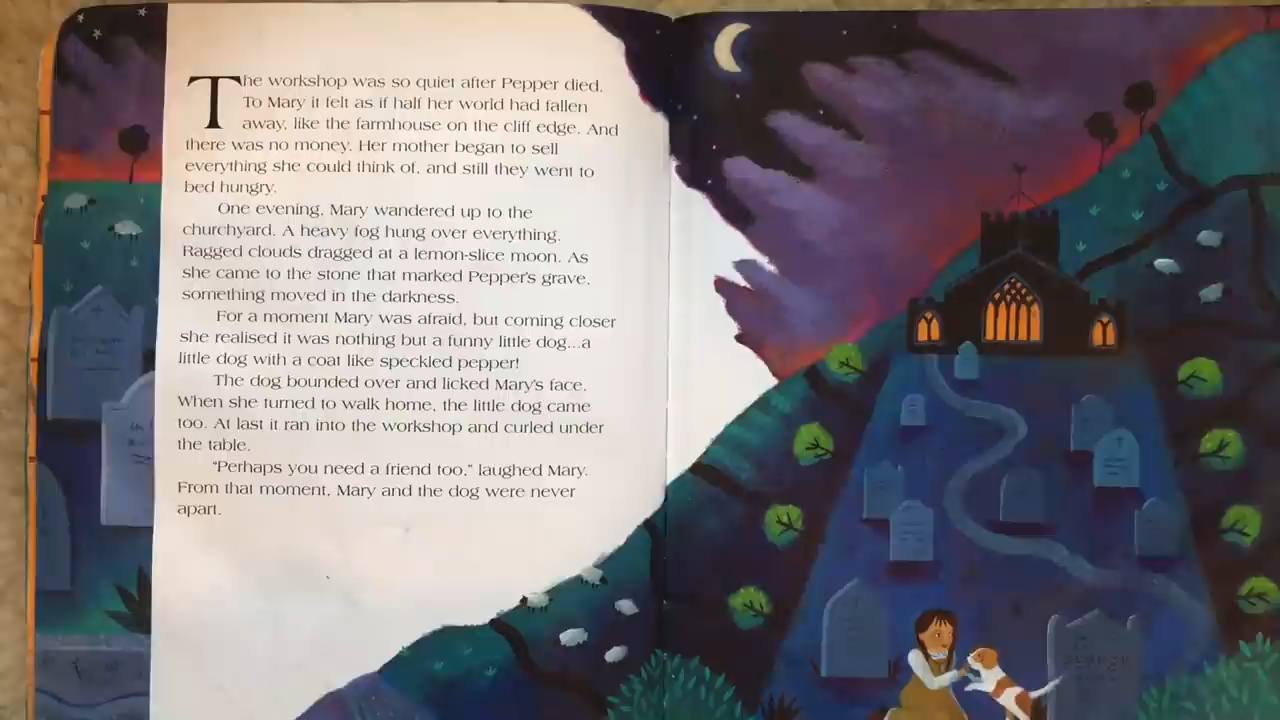 The workshop was so quiet after Pepper died.
To Mary it felt as if half her world had fallen
away, like the farmhouse on the cliff edge. And
there was no money. Her mother began to sell
everything she could think of, and still they went to
bed hungry.
One evening, Mary wandered up to the
churchyard. A heavy fog hung over everything.
Ragged clouds dragged at a lemon-slice moon. As
she came to the stone that marked Pepper's grave,
something moved in the darkness.
For a moment Mary was afraid, but coming closer
she realised it was nothing but a funny little dog...a
little dog with a coat like speckled pepper!
The dog bounded over and licked Mary's face.
When she turned to walk home, the little dog came
too. At last it ran into the workshop and curled under
the table.
"Perhaps you need a friend too," laughed Mary.
From that moment, Mary and the dog were never
apart.